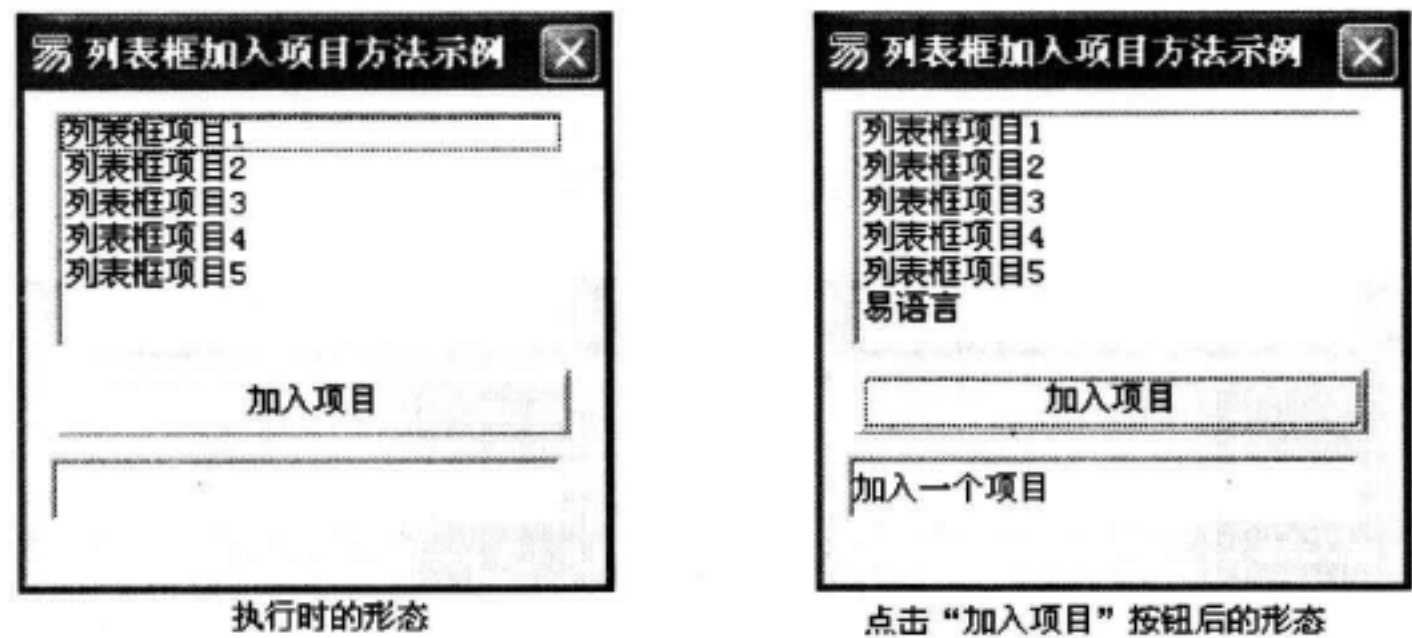 易 列表框加入项目方法示例
列表框项目1
列表框项目2
列表框项目3
列表框项目4
列表框项目5
加入项目
执行时的形态
易 列表框加入项目方法示例
列表框项目1
列表框项目2
列表框项目3
列表框项目4
列表框项目5
易语言
加入项目
加入一个项目
点击“加入项目”按钮后的形态